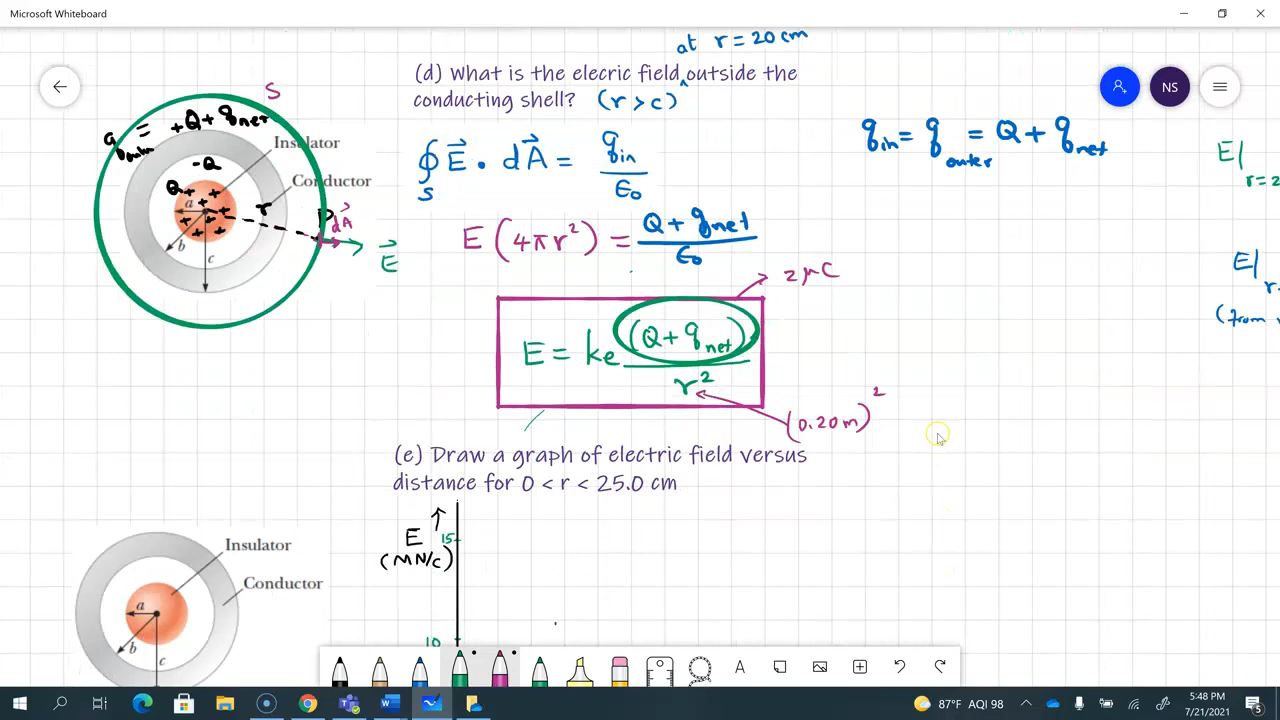 Microsoft Whiteboard
NS
at r = 20 cm
(d) What is the elecric field ^ outside the
conducting shell? (r > c)
S
q outer = +Q + q net
Insulator
-Q
Q
Conductor
a
r
P
dA
b
c
E
∮S E • dA = q in / ε0
q in = q outer = Q + q net
E|
r=2
E (4πr²) = Q + q net / ε0
2 μC
E = ke (Q + q net) / r²
(0.20 m)²
E|
r
(from
(e) Draw a graph of electric field versus
distance for 0 < r < 25.0 cm
E
(MN/C)
15
10
Insulator
Conductor
a
b
c
A
87°F AQI 98
5:48 PM
7/21/2021
5